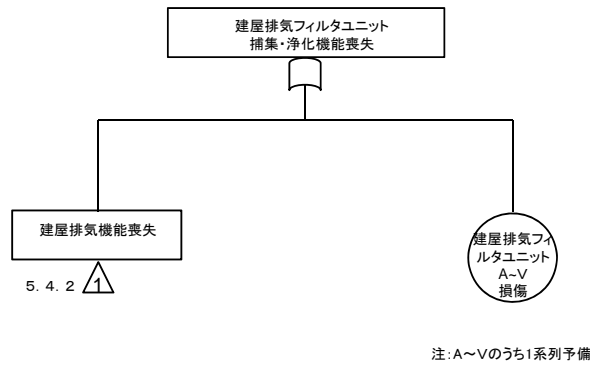 建屋排気フィルタユニット
捕集・浄化機能喪失
建屋排気機能喪失
5．4．2
1
建屋排気フィ
ルタユニット
A~V
損傷
注：A～Vのうち1系列予備